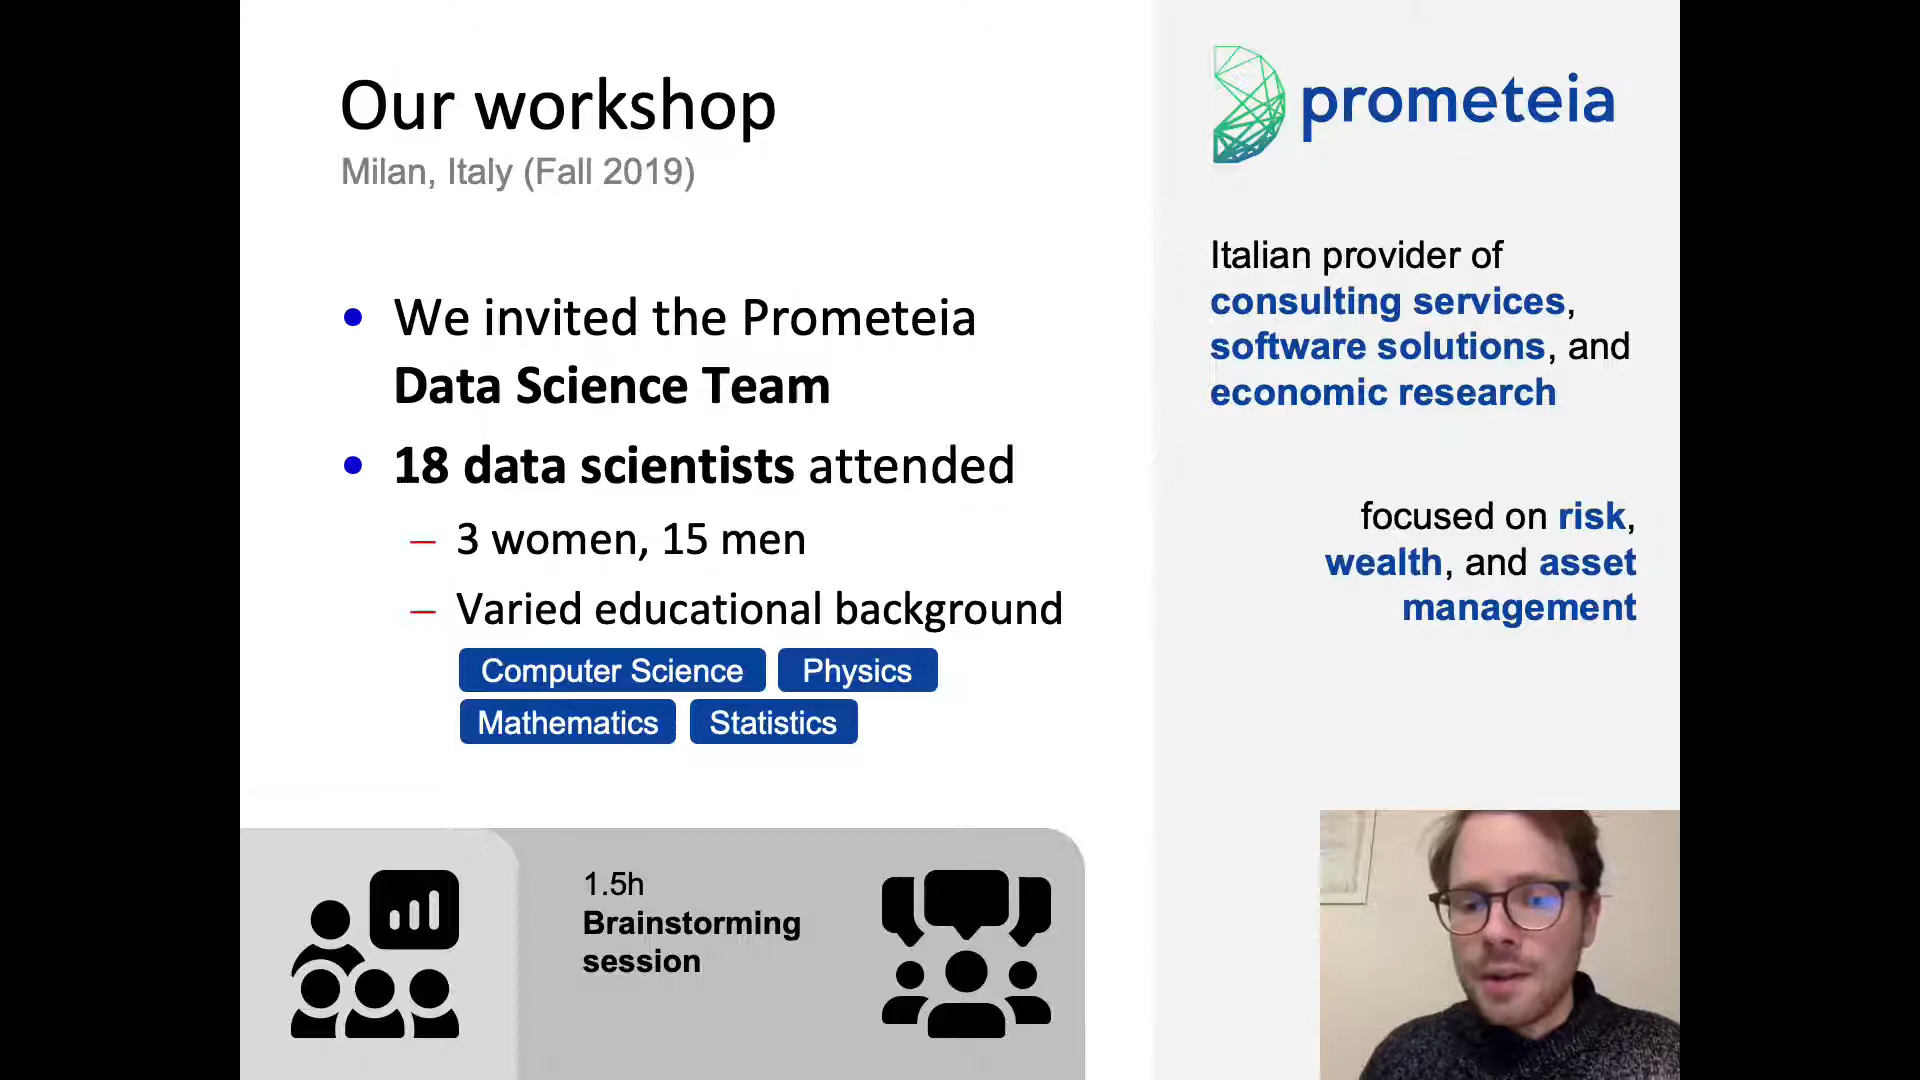 Our workshop
Milan, Italy (Fall 2019)
We invited the Prometeia
Data Science Team
18 data scientists attended
3 women, 15 men
Varied educational background
Computer Science
Physics
Mathematics
Statistics
1.5h
Brainstorming
session
prometeia
Italian provider of
consulting services,
software solutions, and
economic research
focused on risk,
wealth, and asset
management